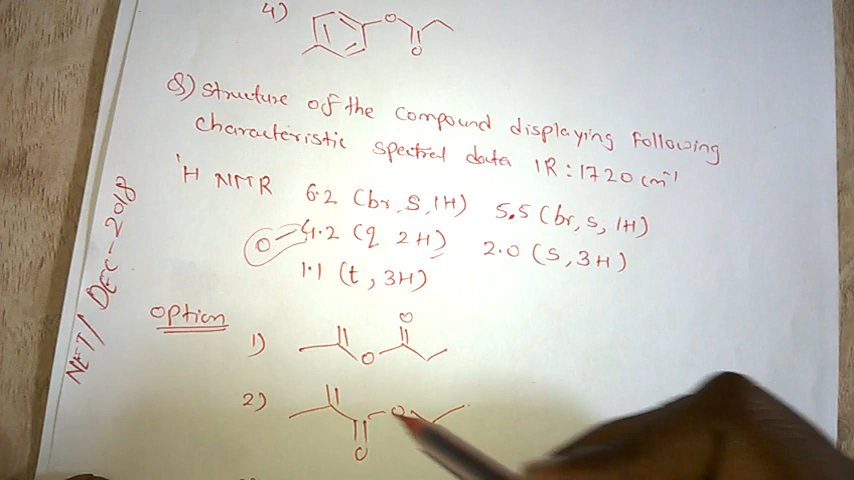 4)
O
O
Q) structure of the compound displaying following
characteristic spectral data IR : 1720 cm⁻¹
¹H NMR 6.2 (br, s, 1H) 5.5 (br, s, 1H)
O 4.2 (q 2H) 2.0 (s, 3H)
1.1 (t, 3H)
NET / DEC-2018
option
1)
O
O
2)
O
O